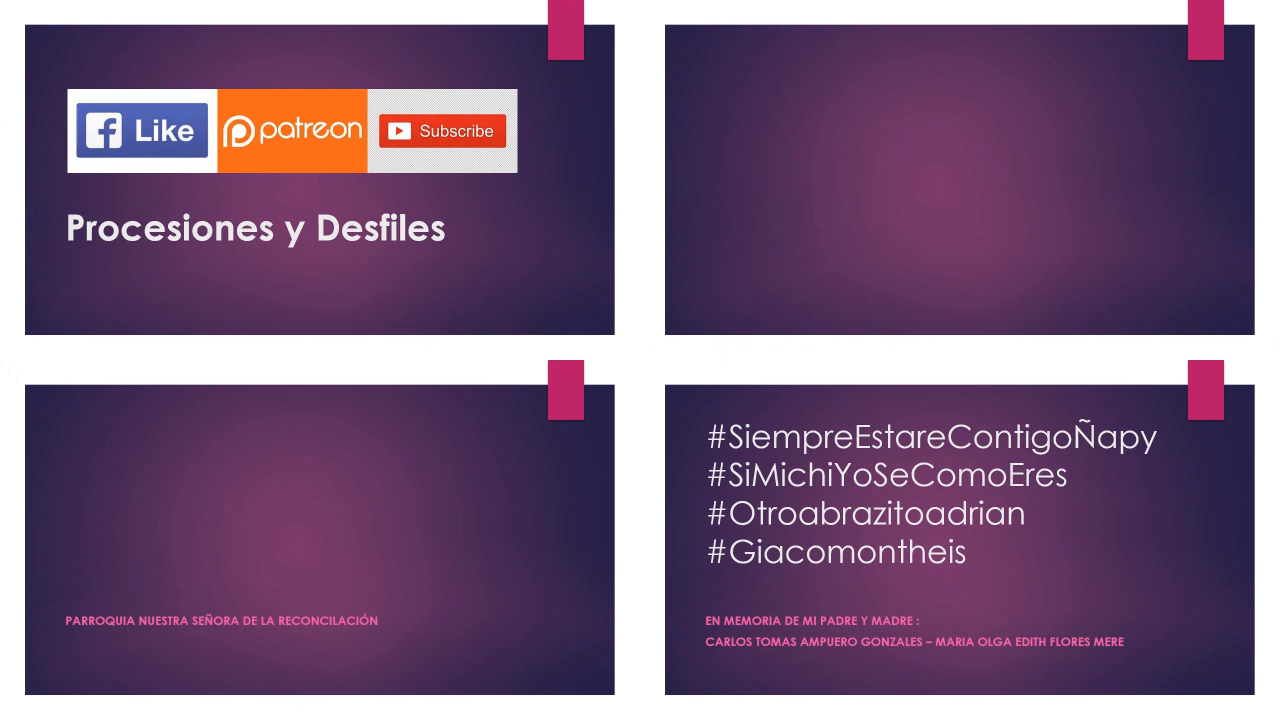 Like
patreon
Subscribe
Procesiones y Desfiles
PARROQUIA NUESTRA SEÑORA DE LA RECONCILACIÓN
#SiempreEstareContigoÑapy
#SiMichiYoSeComoEres
#Otroabrazitoadrian
#Giacomontheis
EN MEMORIA DE MI PADRE Y MADRE :
CARLOS TOMAS AMPUERO GONZALES – MARIA OLGA EDITH FLORES MERE